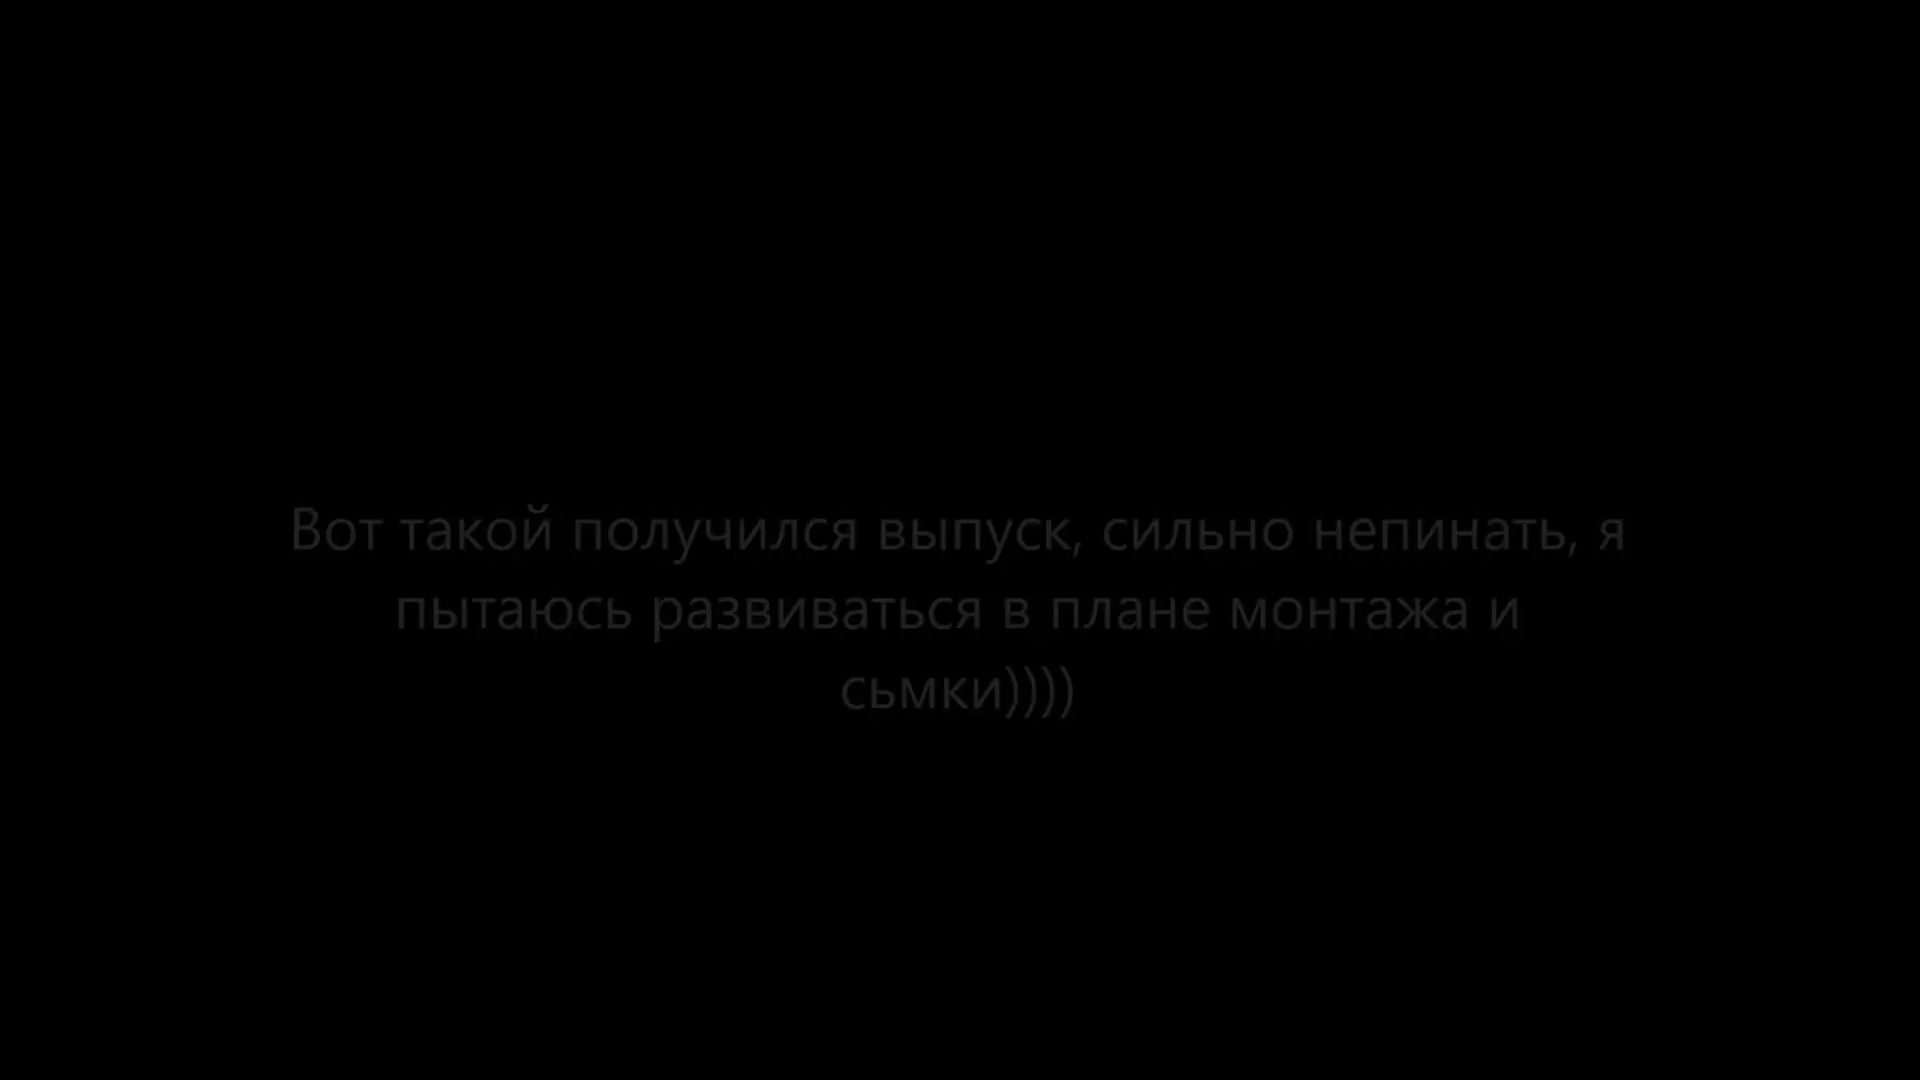 Вот такой получился выпуск, сильно непинать, я
пытаюсь развиваться в плане монтажа и
сьмки))))